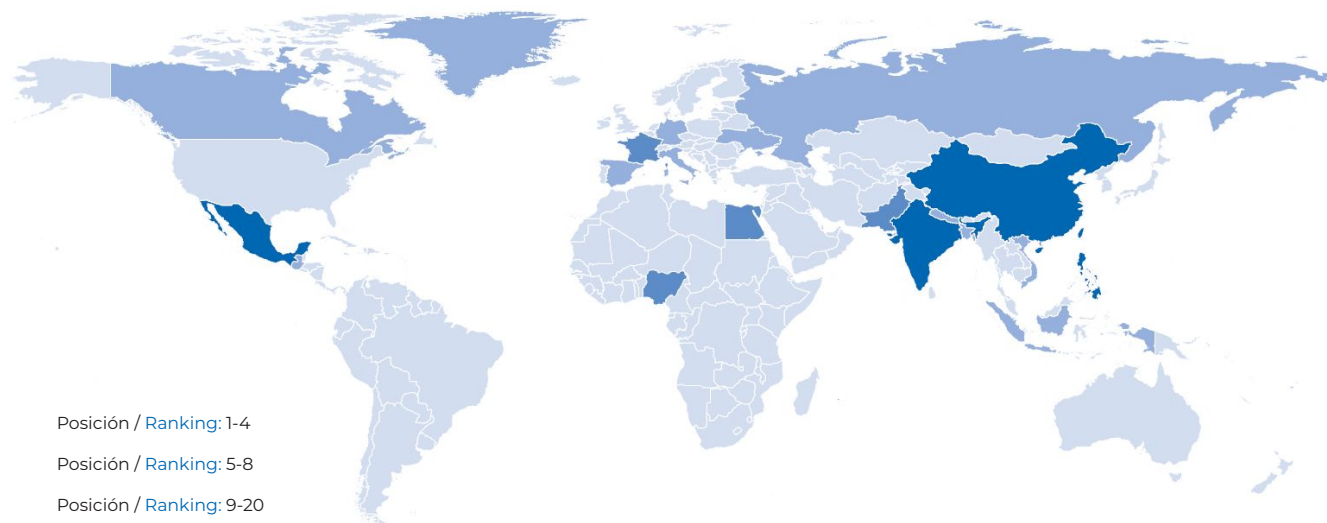 Posición / Ranking: 1-4
Posición / Ranking: 5-8
Posición / Ranking: 9-20